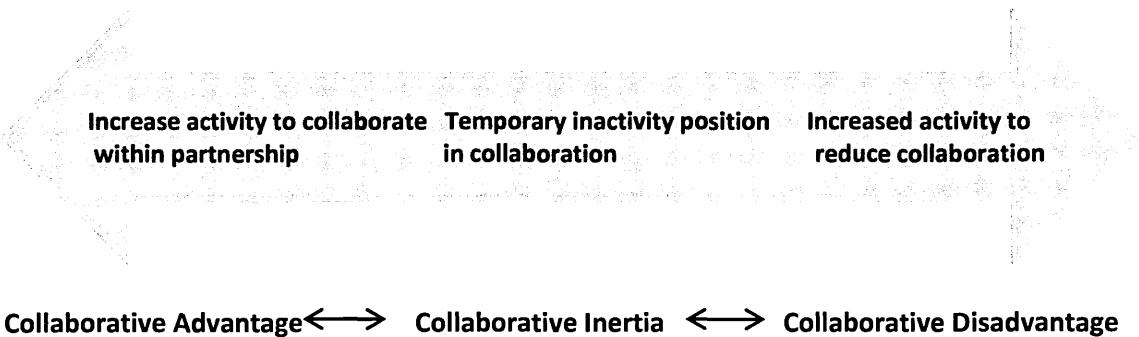 Increase activity to collaborate Temporary inactivity position Increased activity to
within partnership in collaboration reduce collaboration
Collaborative Advantage ⟷ Collaborative Inertia ⟷ Collaborative Disadvantage